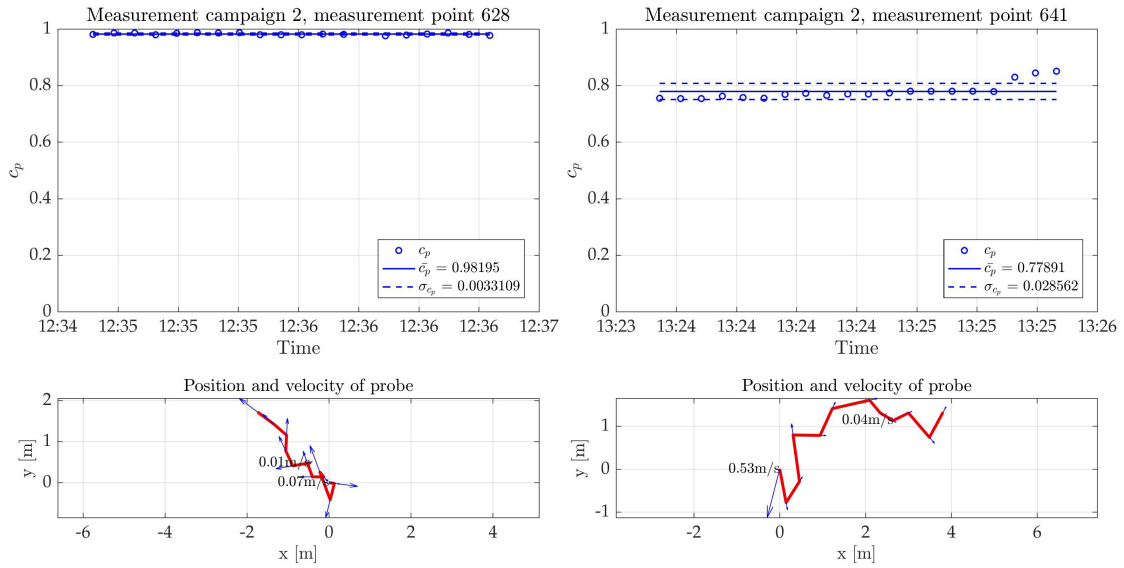 Measurement campaign 2, measurement point 628
1
0.8
0.6
0.4
0.2
0
c_p
c_p
c̄_p = 0.98195
σ_{c_p} = 0.0033109
12:34 12:35 12:35 12:35 12:36 12:36 12:36 12:36 12:37
Time
Measurement campaign 2, measurement point 641
1
0.8
0.6
0.4
0.2
0
c_p
c_p
c̄_p = 0.77891
σ_{c_p} = 0.028562
13:23 13:24 13:24 13:24 13:24 13:25 13:25 13:25 13:26
Time
Position and velocity of probe
2
1
0
y [m]
0.01m/s
0.07m/s
-6 -4 -2 0 2 4
x [m]
Position and velocity of probe
1
0
-1
y [m]
0.04m/s
0.53m/s
-2 0 2 4 6
x [m]